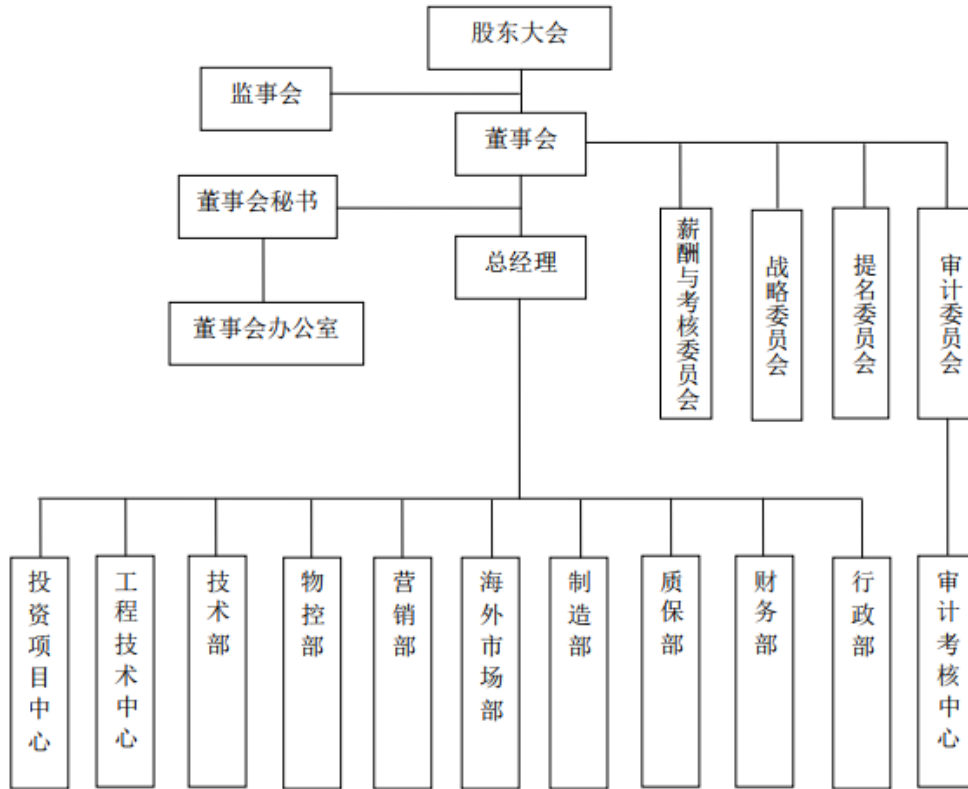 股东大会
监事会
董事会
董事会秘书
总经理
董事会办公室
薪酬与考核委员会
战略委员会
提名委员会
审计委员会
投资项目中心
工程技术中心
技术部
物控部
营销部
海外市场部
制造部
质保部
财务部
行政部
审计考核中心